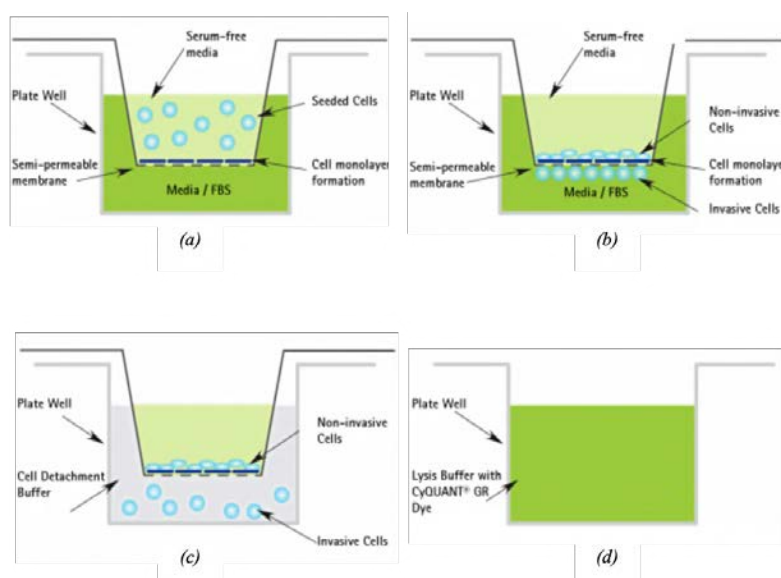 Serum-free
media
Plate Well
Seeded Cells
Semi-permeable
membrane
Cell monolayer
formation
Media / FBS
(a)
Serum-free
media
Plate Well
Non-invasive
Cells
Semi-permeable
membrane
Cell monolayer
formation
Media / FBS
Invasive Cells
(b)
Plate Well
Non-invasive
Cells
Cell Detachment
Buffer
Invasive Cells
(c)
Plate Well
Lysis Buffer with
CyQUANT® GR
Dye
(d)